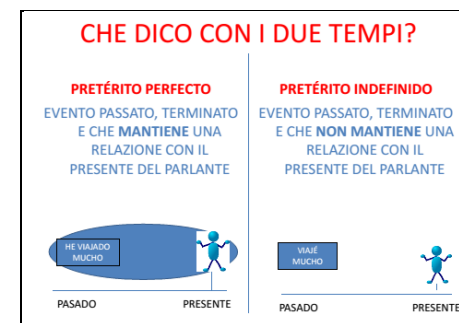 CHE DICO CON I DUE TEMPI?
PRETÉRITO PERFECTO
EVENTO PASSATO, TERMINATO
E CHE MANTIENE UNA
RELAZIONE CON IL
PRESENTE DEL PARLANTE
HE VIAJADO
MUCHO
PASADO PRESENTE
PRETÉRITO INDEFINIDO
EVENTO PASSATO, TERMINATO
E CHE NON MANTIENE UNA
RELAZIONE CON IL
PRESENTE DEL PARLANTE
VIAJÉ
MUCHO
PASADO PRESENTE